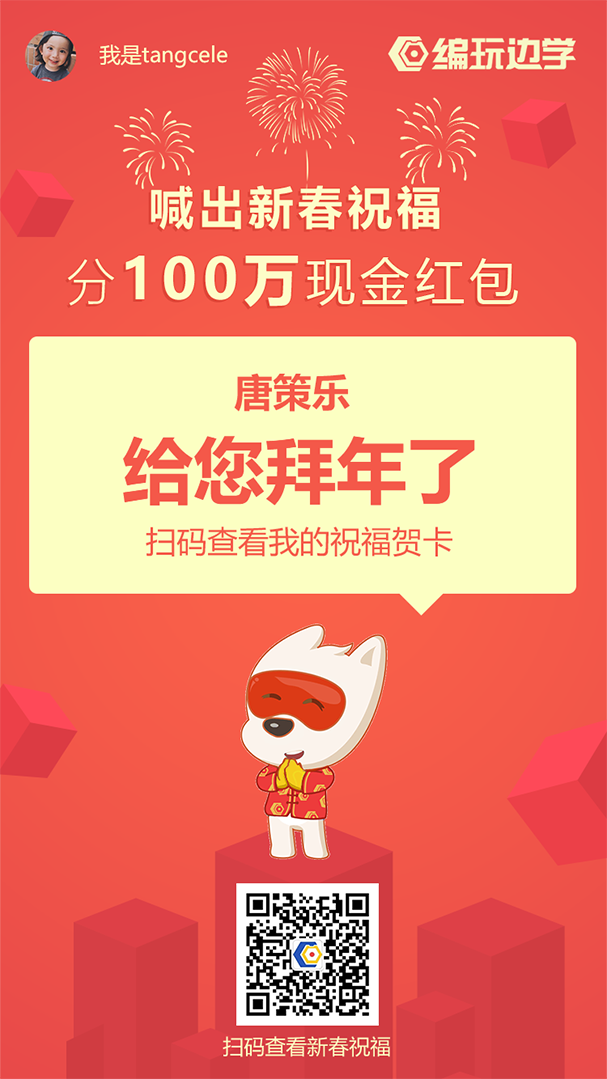 我是tangcele
编玩边学
喊出新春祝福
分100万现金红包
唐策乐
给您拜年了
扫码查看我的祝福贺卡
扫码查看新春祝福